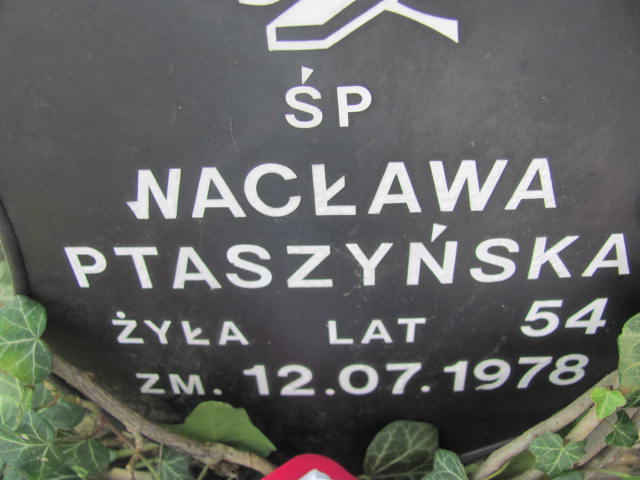 ŚP
NACŁAWA
PTASZYŃSKA
ŻYŁA LAT 54
ZM. 12.07.1978